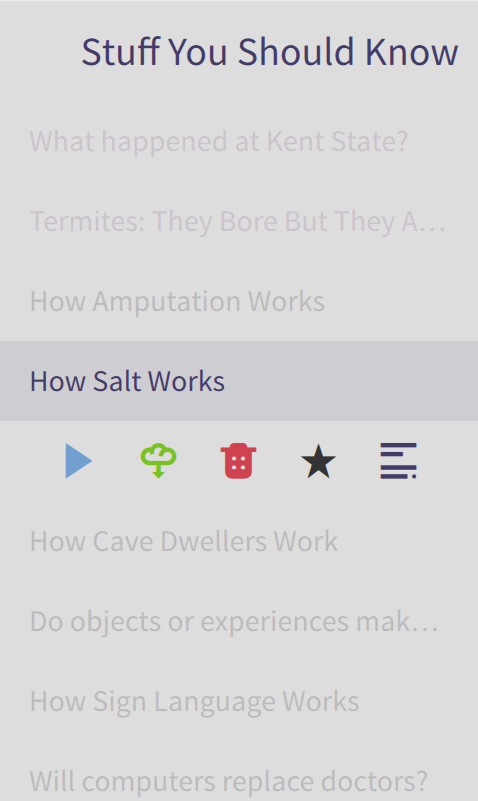 Stuff You Should Know
What happened at Kent State?
Termites: They Bore But They A...
How Amputation Works
How Salt Works
How Cave Dwellers Work
Do objects or experiences mak...
How Sign Language Works
Will computers replace doctors?